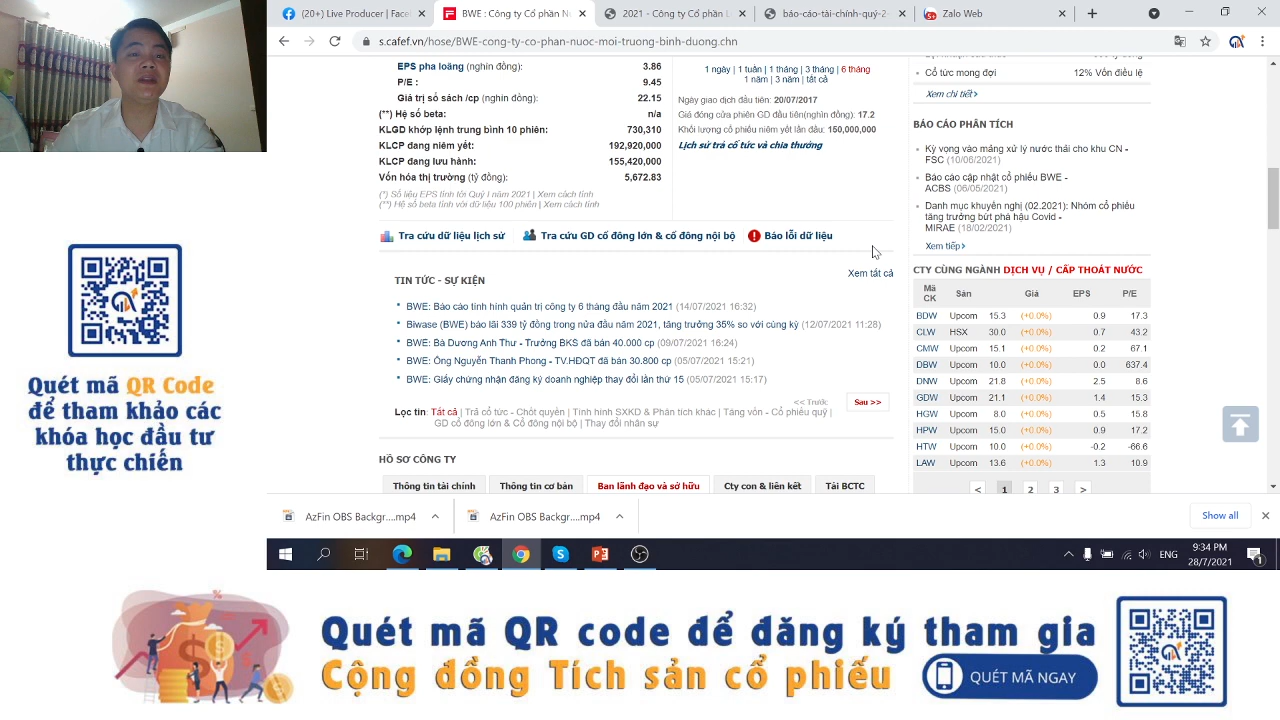 (20+) Live Producer | Facel
BWE : Công ty Cổ phần N
2021 - Công ty Cổ phần L
báo-cáo-tài-chính-quý-2-
Zalo Web
s.cafef.vn/hose/BWE-cong-ty-co-phan-nuoc-moi-truong-binh-duong.chn
EPS pha loãng (nghìn đồng): 3.86
P/E : 9.45
Giá trị sổ sách /cp (nghìn đồng): 22.15
(**) Hệ số beta: n/a
KLGD khớp lệnh trung bình 10 phiên: 730,310
KLCP đang niêm yết: 192,920,000
KLCP đang lưu hành: 155,420,000
Vốn hóa thị trường (tỷ đồng): 5,672.83
(*) Số liệu EPS tính tới Quý I năm 2021 | Xem cách tính
(**) Hệ số beta tính với dữ liệu 100 phiên | Xem cách tính
1 ngày | 1 tuần | 1 tháng | 3 tháng | 6 tháng
1 năm | 3 năm | tất cả
Ngày giao dịch đầu tiên: 20/07/2017
Giá đóng cửa phiên GD đầu tiên(nghìn đồng): 17.2
Khối lượng cổ phiếu niêm yết lần đầu: 150,000,000
Lịch sử trả cổ tức và chia thưởng
Cổ tức mong đợi 12% Vốn điều lệ
Xem chi tiết
BÁO CÁO PHÂN TÍCH
Kỳ vọng vào mảng xử lý nước thải cho khu CN -
FSC (10/06/2021)
Báo cáo cập nhật cổ phiếu BWE -
ACBS (06/05/2021)
Danh mục khuyến nghị (02.2021): Nhóm cổ phiếu
tăng trưởng bứt phá hậu Covid -
MIRAE (18/02/2021)
Xem tiếp
Tra cứu dữ liệu lịch sử
Tra cứu GD cổ đông lớn & cổ đông nội bộ
Báo lỗi dữ liệu
TIN TỨC - SỰ KIỆN
Xem tất cả
BWE: Báo cáo tình hình quản trị công ty 6 tháng đầu năm 2021 (14/07/2021 16:32)
Biwase (BWE) báo lãi 339 tỷ đồng trong nửa đầu năm 2021, tăng trưởng 35% so với cùng kỳ (12/07/2021 11:28)
BWE: Bà Dương Anh Thư - Trưởng BKS đã bán 40.000 cp (09/07/2021 16:24)
BWE: Ông Nguyễn Thanh Phong - TV.HĐQT đã bán 30.800 cp (05/07/2021 15:21)
BWE: Giấy chứng nhận đăng ký doanh nghiệp thay đổi lần thứ 15 (05/07/2021 15:17)
<< Trước Sau >>
Lọc tin: Tất cả | Trả cổ tức - Chốt quyền | Tình hình SXKD & Phân tích khác | Tăng vốn - Cổ phiếu quỹ |
GD cổ đông lớn & Cổ đông nội bộ | Thay đổi nhân sự
HỒ SƠ CÔNG TY
Thông tin tài chính
Thông tin cơ bản
Ban lãnh đạo và sở hữu
Cty con & liên kết
Tải BCTC
CTY CÙNG NGÀNH DỊCH VỤ / CẤP THOÁT NƯỚC
Mã CK Sàn Giá EPS P/E
BDW Upcom 15.3 (+0.0%) 0.9 17.3
CLW HSX 30.0 (+0.0%) 0.7 43.2
CMW Upcom 15.1 (+0.0%) 0.2 67.1
DBW Upcom 10.0 (+0.0%) 0.0 637.4
DNW Upcom 21.8 (+0.0%) 2.5 8.6
GDW Upcom 21.1 (+0.0%) 1.4 15.3
HGW Upcom 8.0 (+0.0%) 0.5 15.8
HPW Upcom 15.0 (+0.0%) 0.9 17.2
HTW Upcom 10.0 (+0.0%) -0.2 -66.6
LAW Upcom 13.6 (+0.0%) 1.3 10.9
< 1 2 3 >
AzFin OBS Backgr....mp4
AzFin OBS Backgr....mp4
Show all
ENG
9:34 PM
28/7/2021
Quét mã QR Code
để tham khảo các
khóa học đầu tư
thực chiến
Quét mã QR code để đăng ký tham gia
Cộng đồng Tích sản cổ phiếu
QUÉT MÃ NGAY